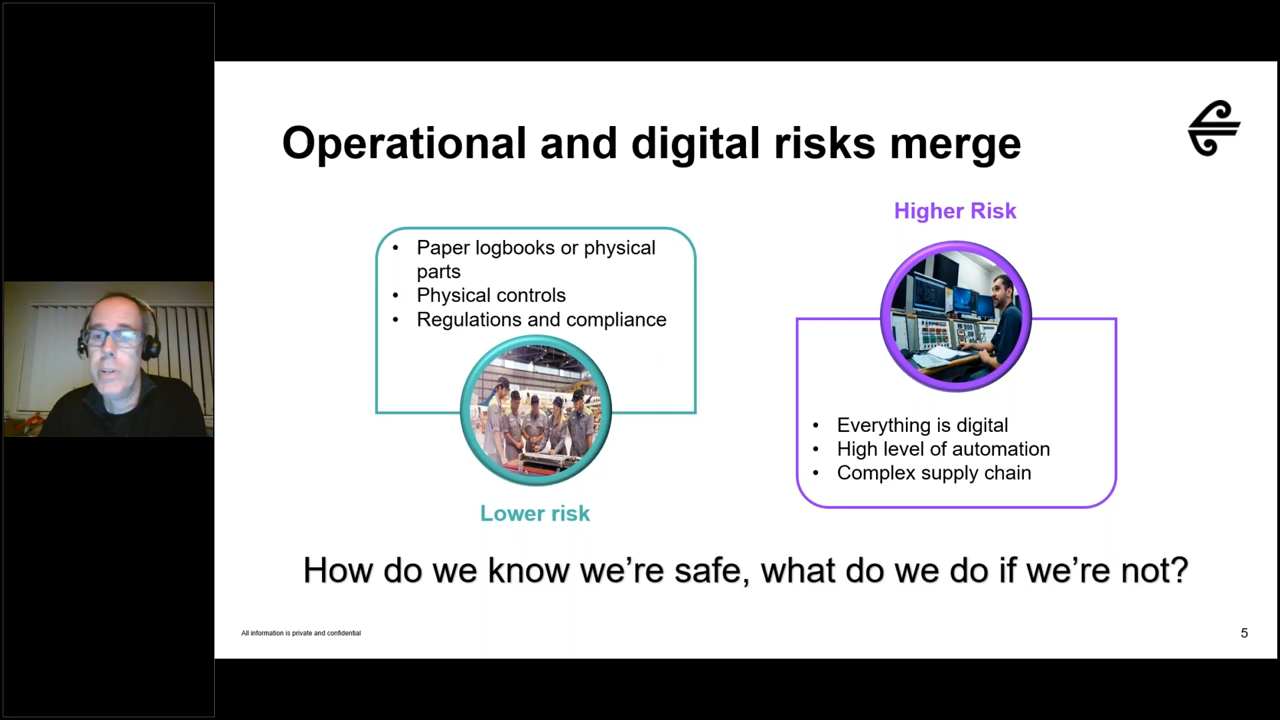 Operational and digital risks merge
• Paper logbooks or physical
parts
• Physical controls
• Regulations and compliance
Lower risk
Higher Risk
• Everything is digital
• High level of automation
• Complex supply chain
How do we know we’re safe, what do we do if we’re not?
All information is private and confidential
5